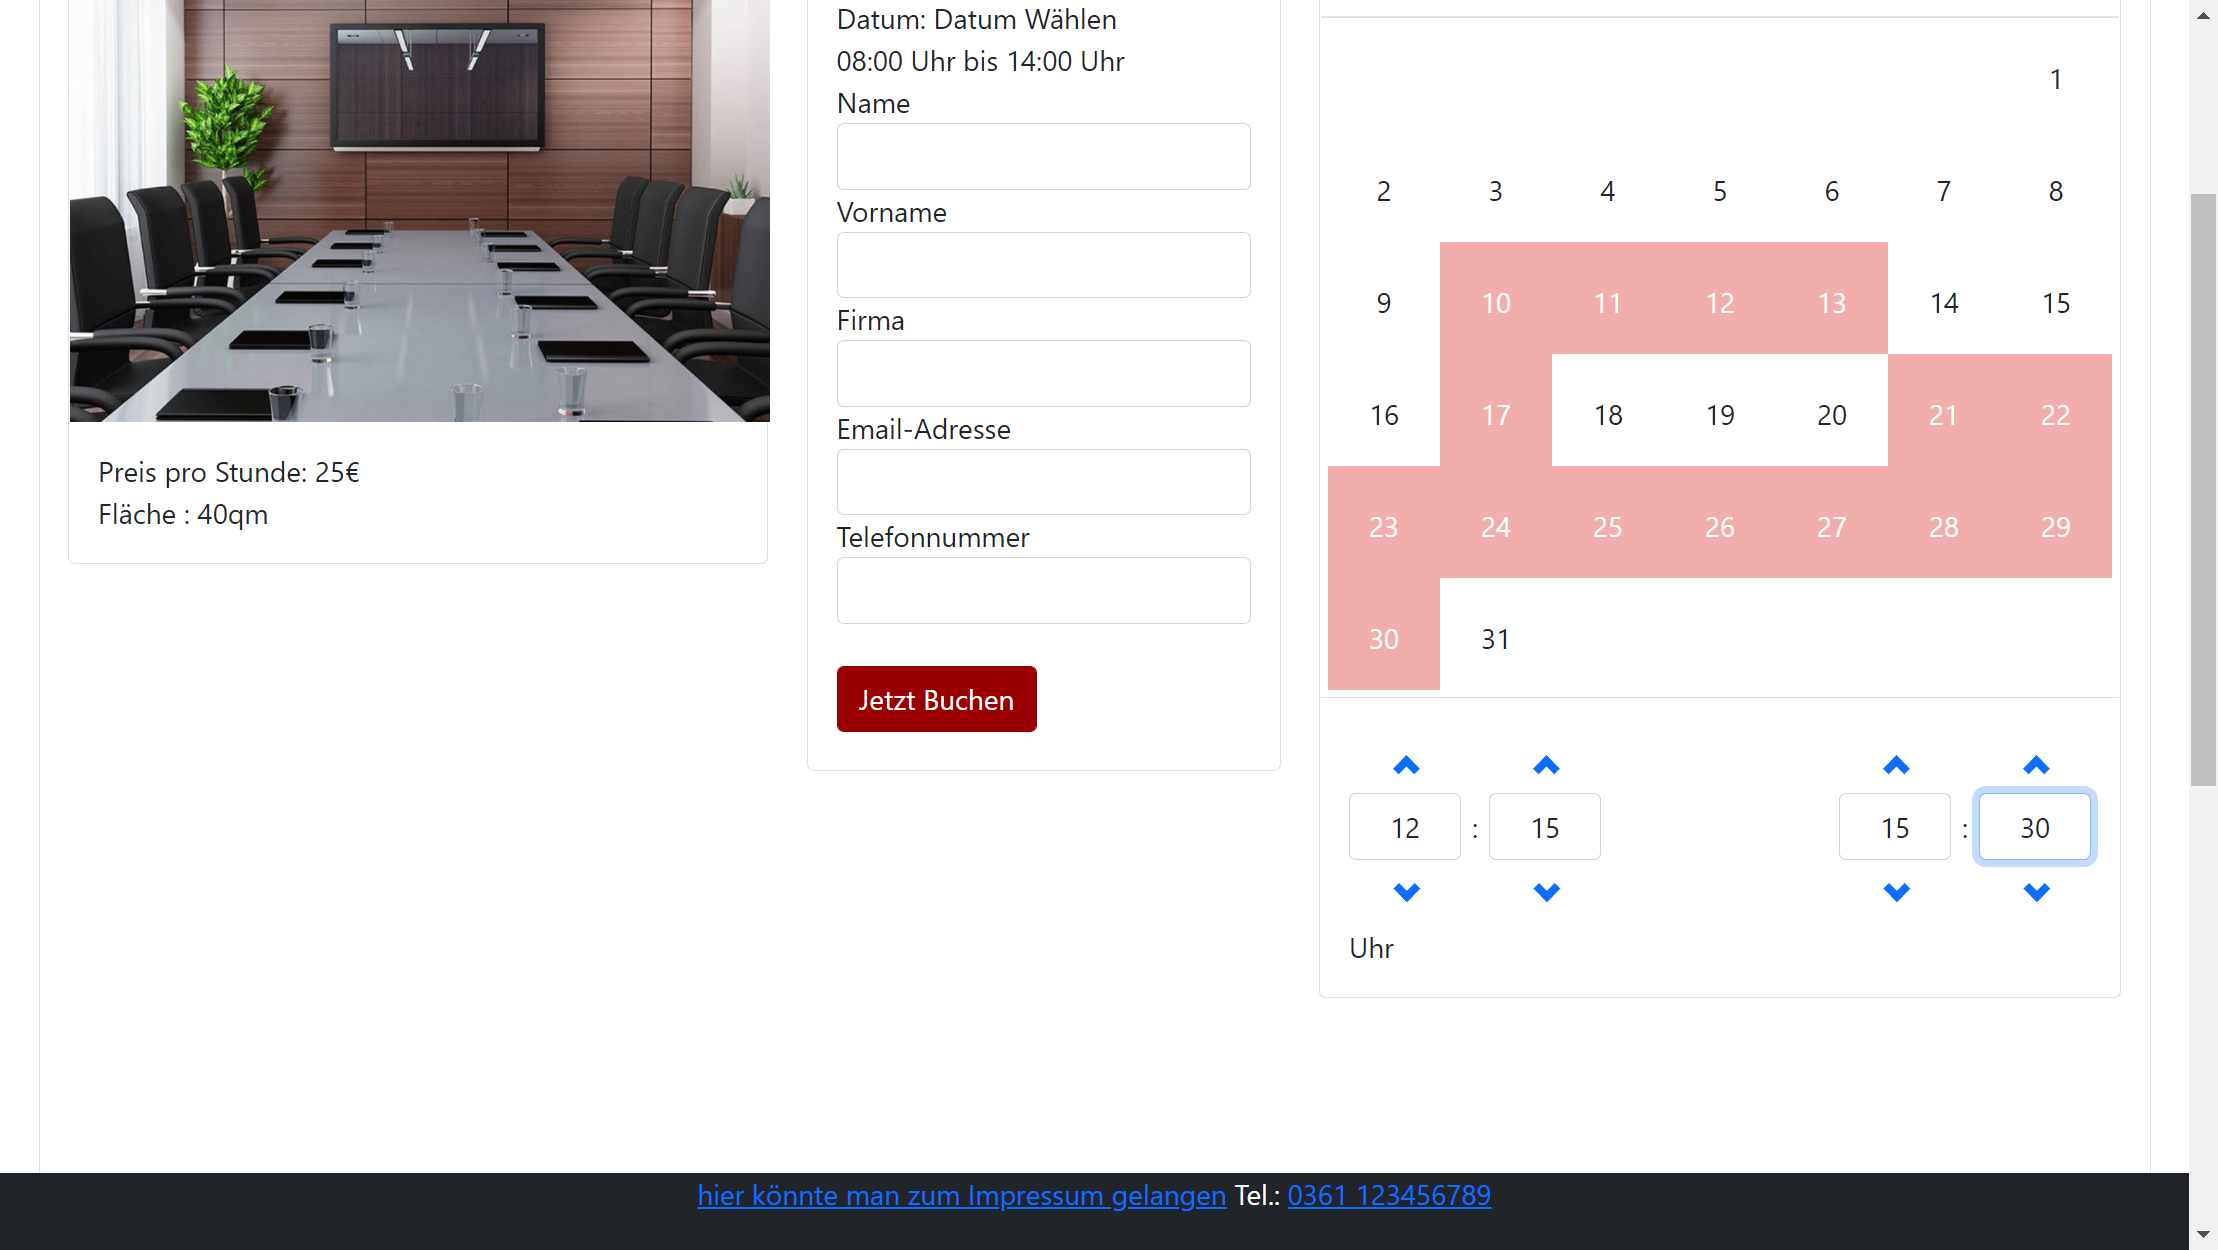 Preis pro Stunde: 25€
Fläche : 40qm
Datum: Datum Wählen
08:00 Uhr bis 14:00 Uhr
Name
Vorname
Firma
Email-Adresse
Telefonnummer
Jetzt Buchen
1
2 3 4 5 6 7 8
9 10 11 12 13 14 15
16 17 18 19 20 21 22
23 24 25 26 27 28 29
30 31
12 : 15 15 : 30
Uhr
hier könnte man zum Impressum gelangen Tel.: 0361 123456789